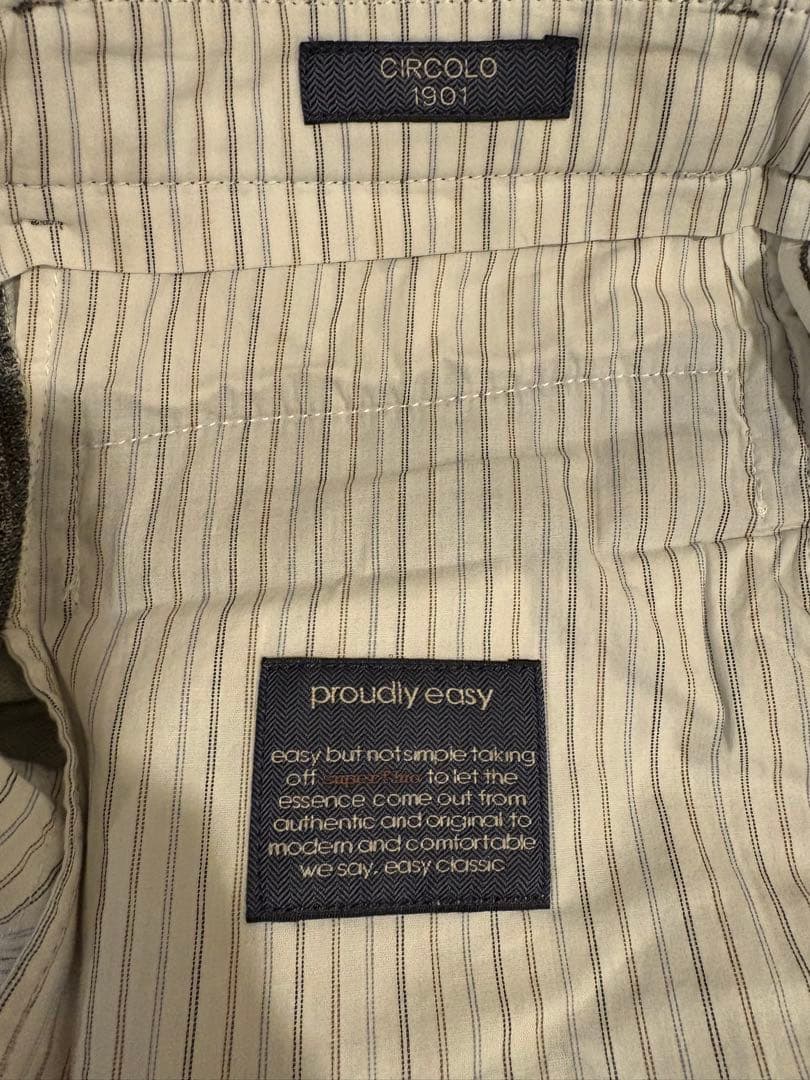 CIRCOLO
1901
proudly easy
easy but not simple taking
off to let the
essence come out from
authentic and original to
modern and comfortable
we say. easy classic